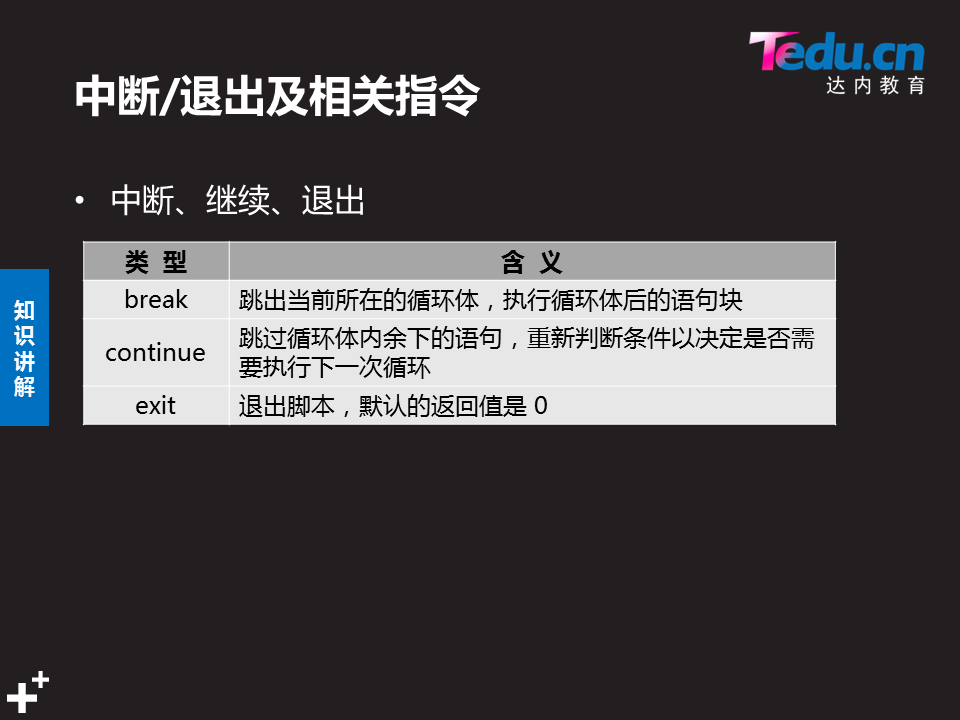 Tedu.cn
达内教育
中断/退出及相关指令
• 中断、继续、退出
类 型 含 义
break 跳出当前所在的循环体，执行循环体后的语句块
continue 跳过循环体内余下的语句，重新判断条件以决定是否需
要执行下一次循环
exit 退出脚本，默认的返回值是 0
知
识
讲
解